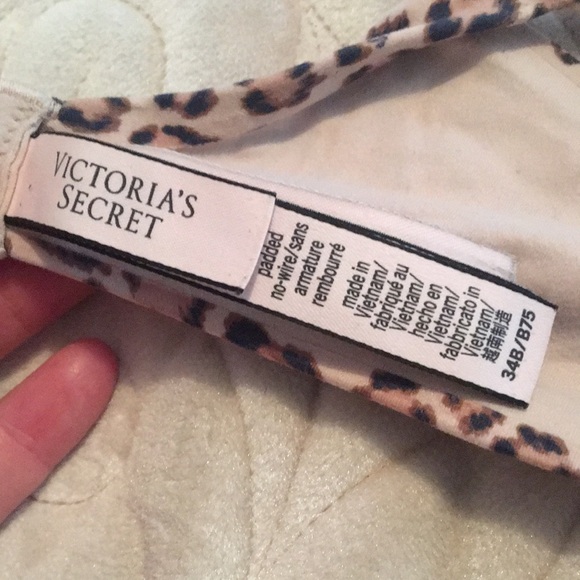 VICTORIA'S
SECRET
padded
no-wire/sans
armature
rembourré
made in
Vietnam/
fabriqué au
Vietnam/
hecho en
Vietnam/
fabbricato in
Vietnam/
越南制造
34B/B75